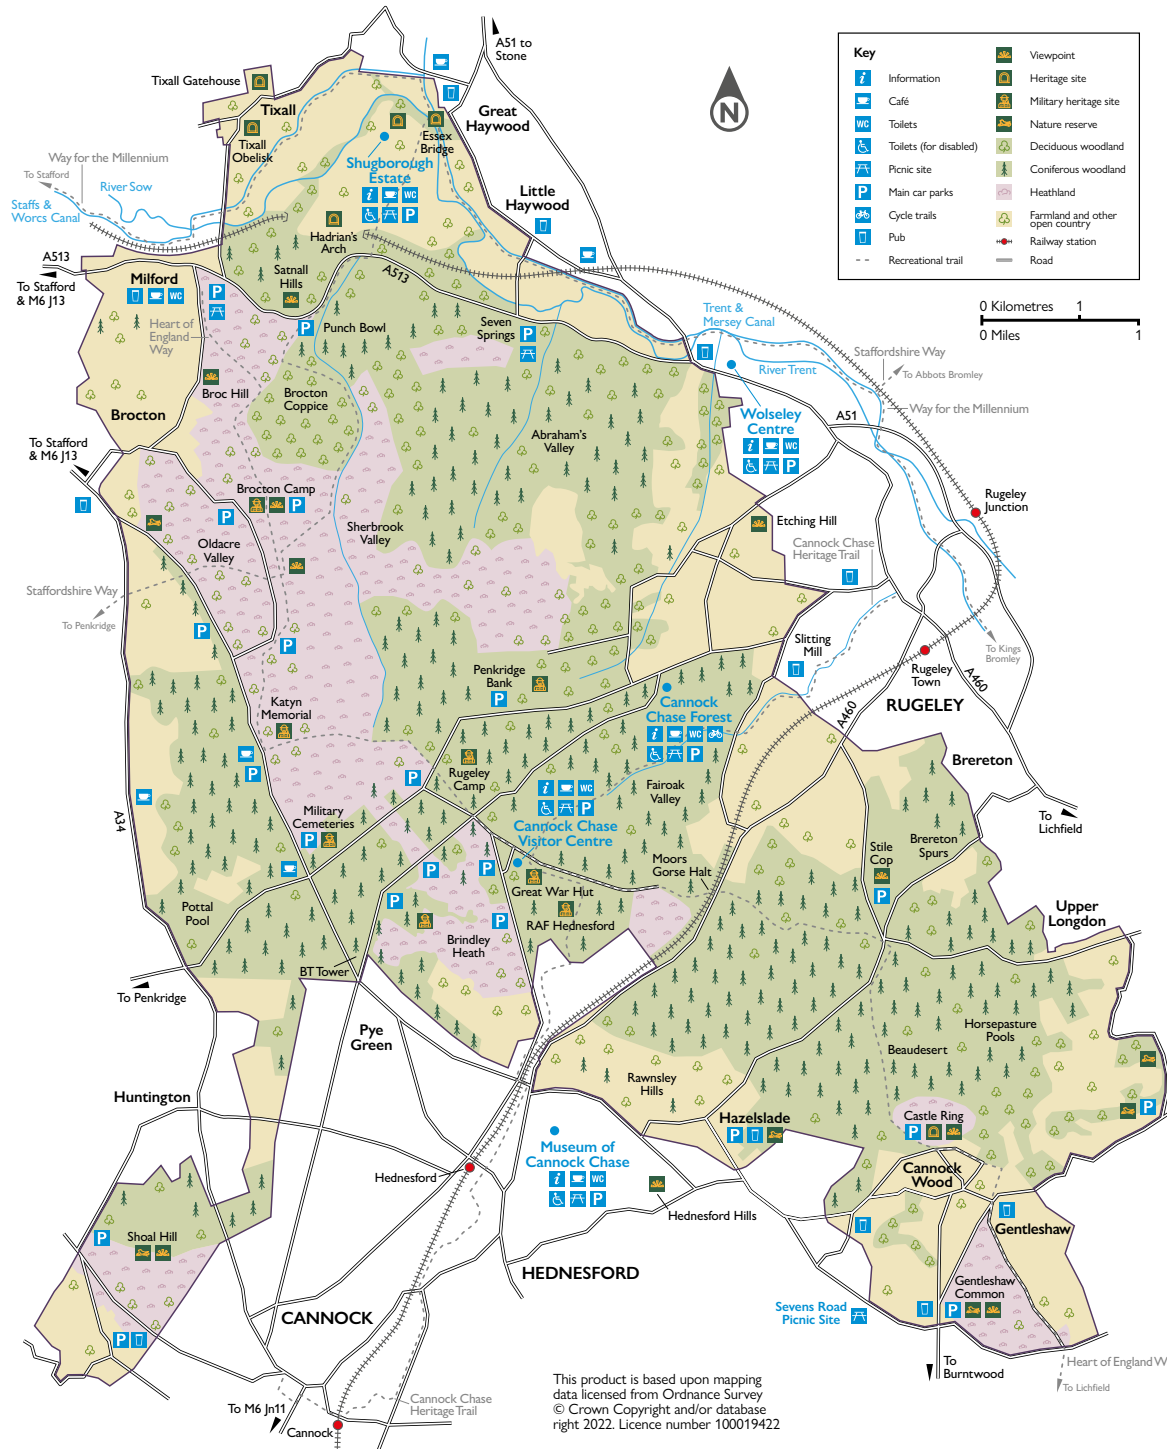 A51 to
Stone
Tixall Gatehouse
Tixall
Great
Haywood
Tixall
Obelisk
Essex
Bridge
Way for the Millennium
To Stafford
River Sow
Staffs &
Worcs Canal
Shugborough
Estate
i
WC
P
Little
Haywood
Hadrian's
Arch
A513
To Stafford
& M6 J13
Milford
WC
P
Satnall
Hills
A513
Heart of
England
Way
P
Punch Bowl
Seven
Springs
P
Trent &
Mersey Canal
River Trent
Staffordshire Way
To Abbots Bromley
Way for the Millennium
Broc Hill
Brocton
Coppice
Brocton
Abraham's
Valley
Wolseley
Centre
i
WC
P
A51
To Stafford
& M6 J13
Brocton Camp
P
P
Oldacre
Valley
Sherbrook
Valley
Etching Hill
Rugeley
Junction
Cannock Chase
Heritage Trail
Staffordshire Way
To Penkridge
P
P
Slitting
Mill
To Kings
Bromley
Rugeley
Town
A460
RUGELEY
Penkridge
Bank
P
Cannock
Chase Forest
i
WC
P
A460
Katyn
Memorial
P
P
Rugeley
Camp
Fairoak
Valley
Brereton
To
Lichfield
A34
Military
Cemeteries
P
i
WC
P
Cannock Chase
Visitor Centre
Brereton
Spurs
Stile
Cop
P
P
P
P
P
Moors
Gorse Halt
Great War Hut
RAF Hednesford
Pottal
Pool
Brindley
Heath
BT Tower
To Penkridge
Upper
Longdon
Pye
Green
Horsepasture
Pools
Beaudesert
Rawnsley
Hills
Huntington
Hazelslade
P
Castle Ring
P
P
Museum of
Cannock Chase
i
WC
P
Hednesford
Hednesford Hills
Cannock
Wood
Gentleshaw
Shoal Hill
P
HEDNESFORD
Gentleshaw
Common
P
Sevens Road
Picnic Site
CANNOCK
P
To
Burntwood
Heart of England W
To Lichfield
Cannock Chase
Heritage Trail
To M6 Jn11
Cannock
This product is based upon mapping
data licensed from Ordnance Survey
© Crown Copyright and/or database
right 2022. Licence number 100019422
N
Key
i Information
Café
WC Toilets
Toilets (for disabled)
Picnic site
P Main car parks
Cycle trails
Pub
Recreational trail
Viewpoint
Heritage site
Military heritage site
Nature reserve
Deciduous woodland
Coniferous woodland
Heathland
Farmland and other
open country
Railway station
Road
0 Kilometres 1
0 Miles 1